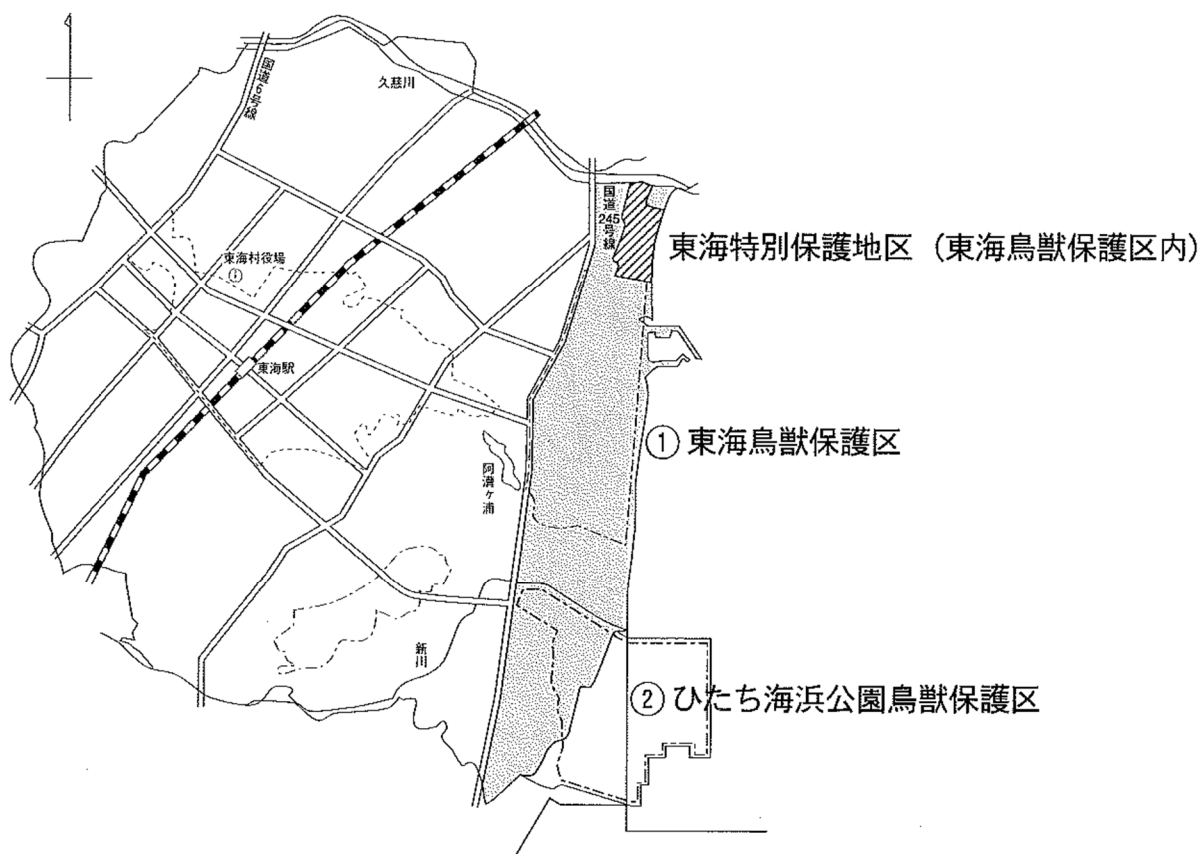 国道6号線
久慈川
国道
245
号線
東海特別保護地区（東海鳥獣保護区内）
東海村役場
東海駅
① 東海鳥獣保護区
阿漕ヶ浦
新川
② ひたち海浜公園鳥獣保護区